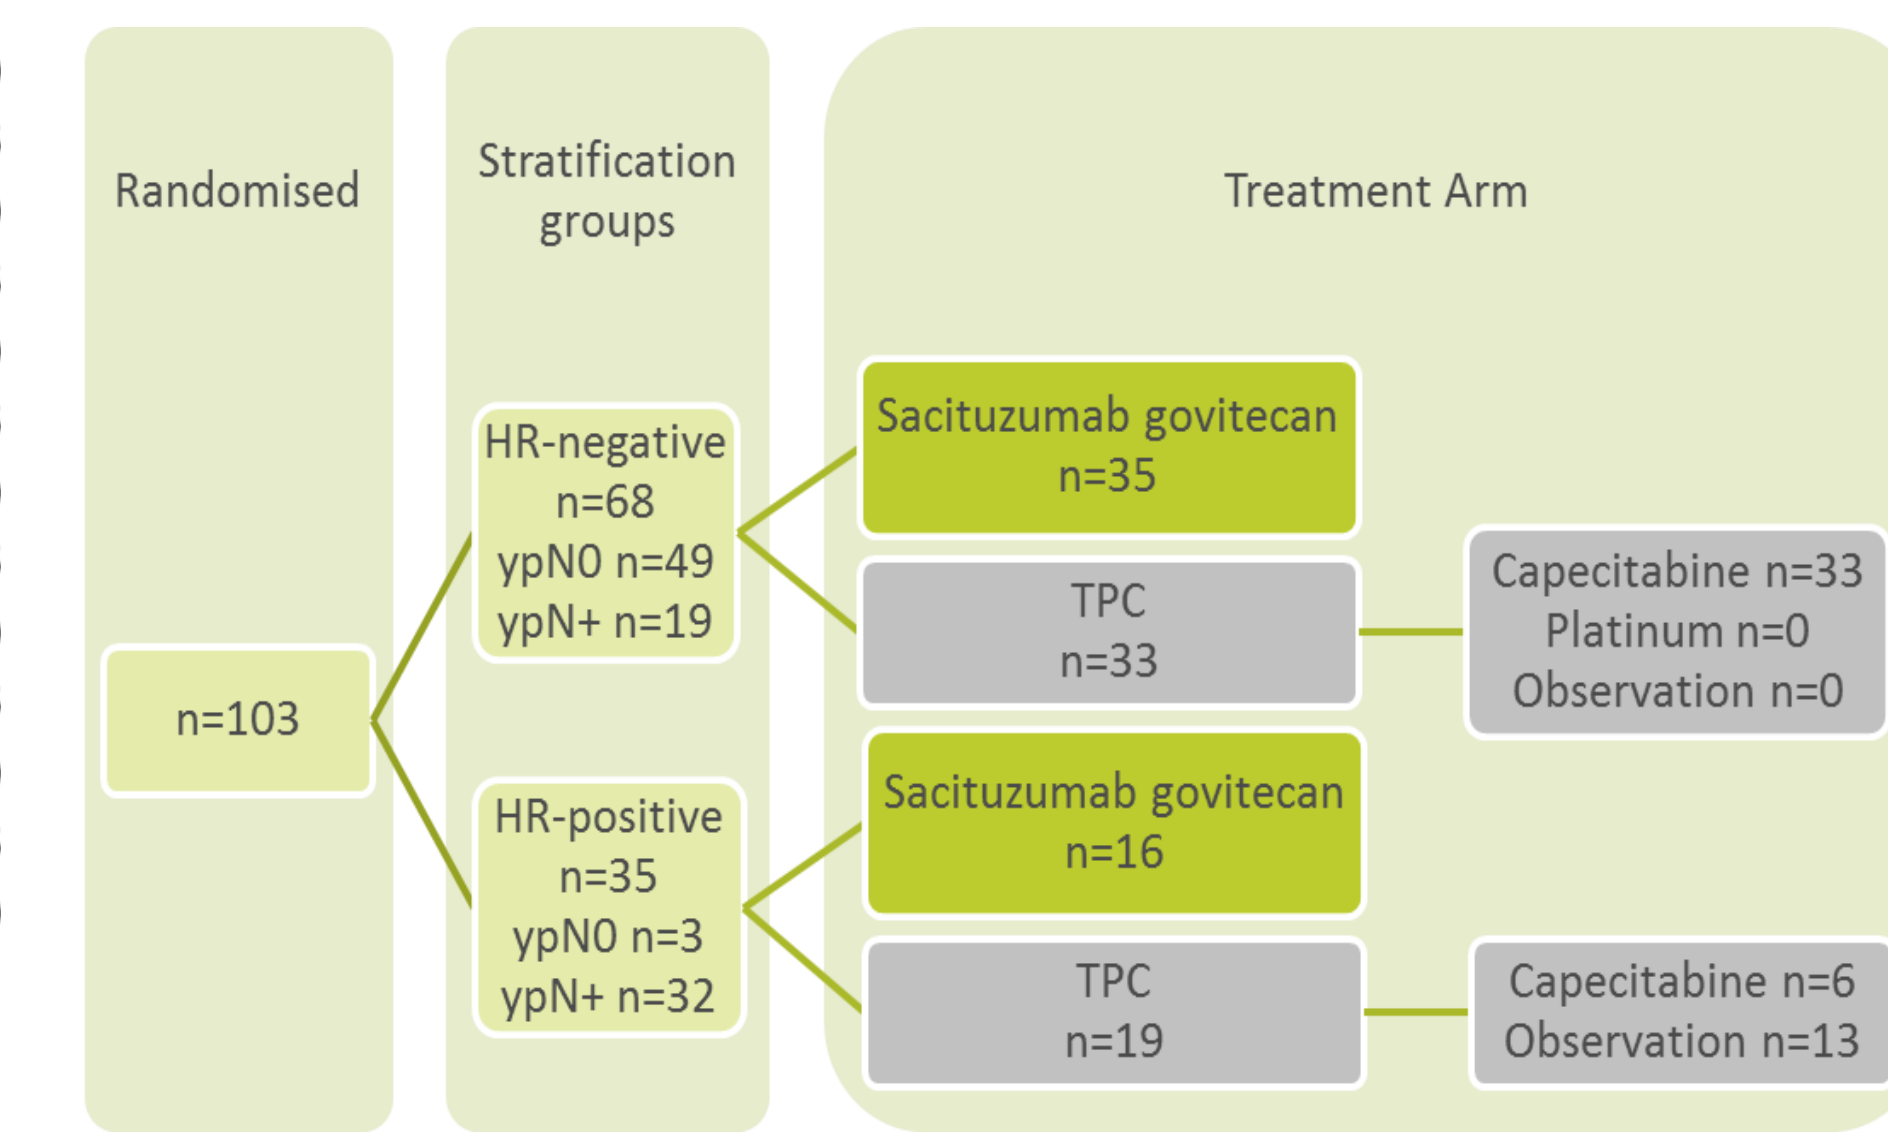 Randomised
Stratification
groups
Treatment Arm
n=103
HR-negative
n=68
ypN0 n=49
ypN+ n=19
HR-positive
n=35
ypN0 n=3
ypN+ n=32
Sacituzumab govitecan
n=35
TPC
n=33
Capecitabine n=33
Platinum n=0
Observation n=0
Sacituzumab govitecan
n=16
TPC
n=19
Capecitabine n=6
Observation n=13